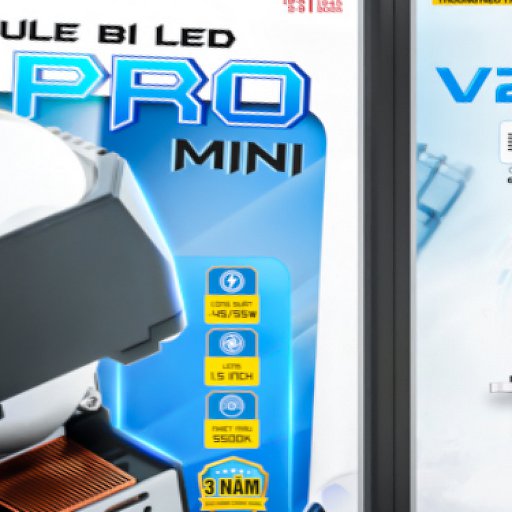 ULE BI LED
PRO
MINI
CÔNG SUẤT
45/55W
LENS
1.5 INCH
NHIỆT MÀU
5500K
3 NĂM
V2